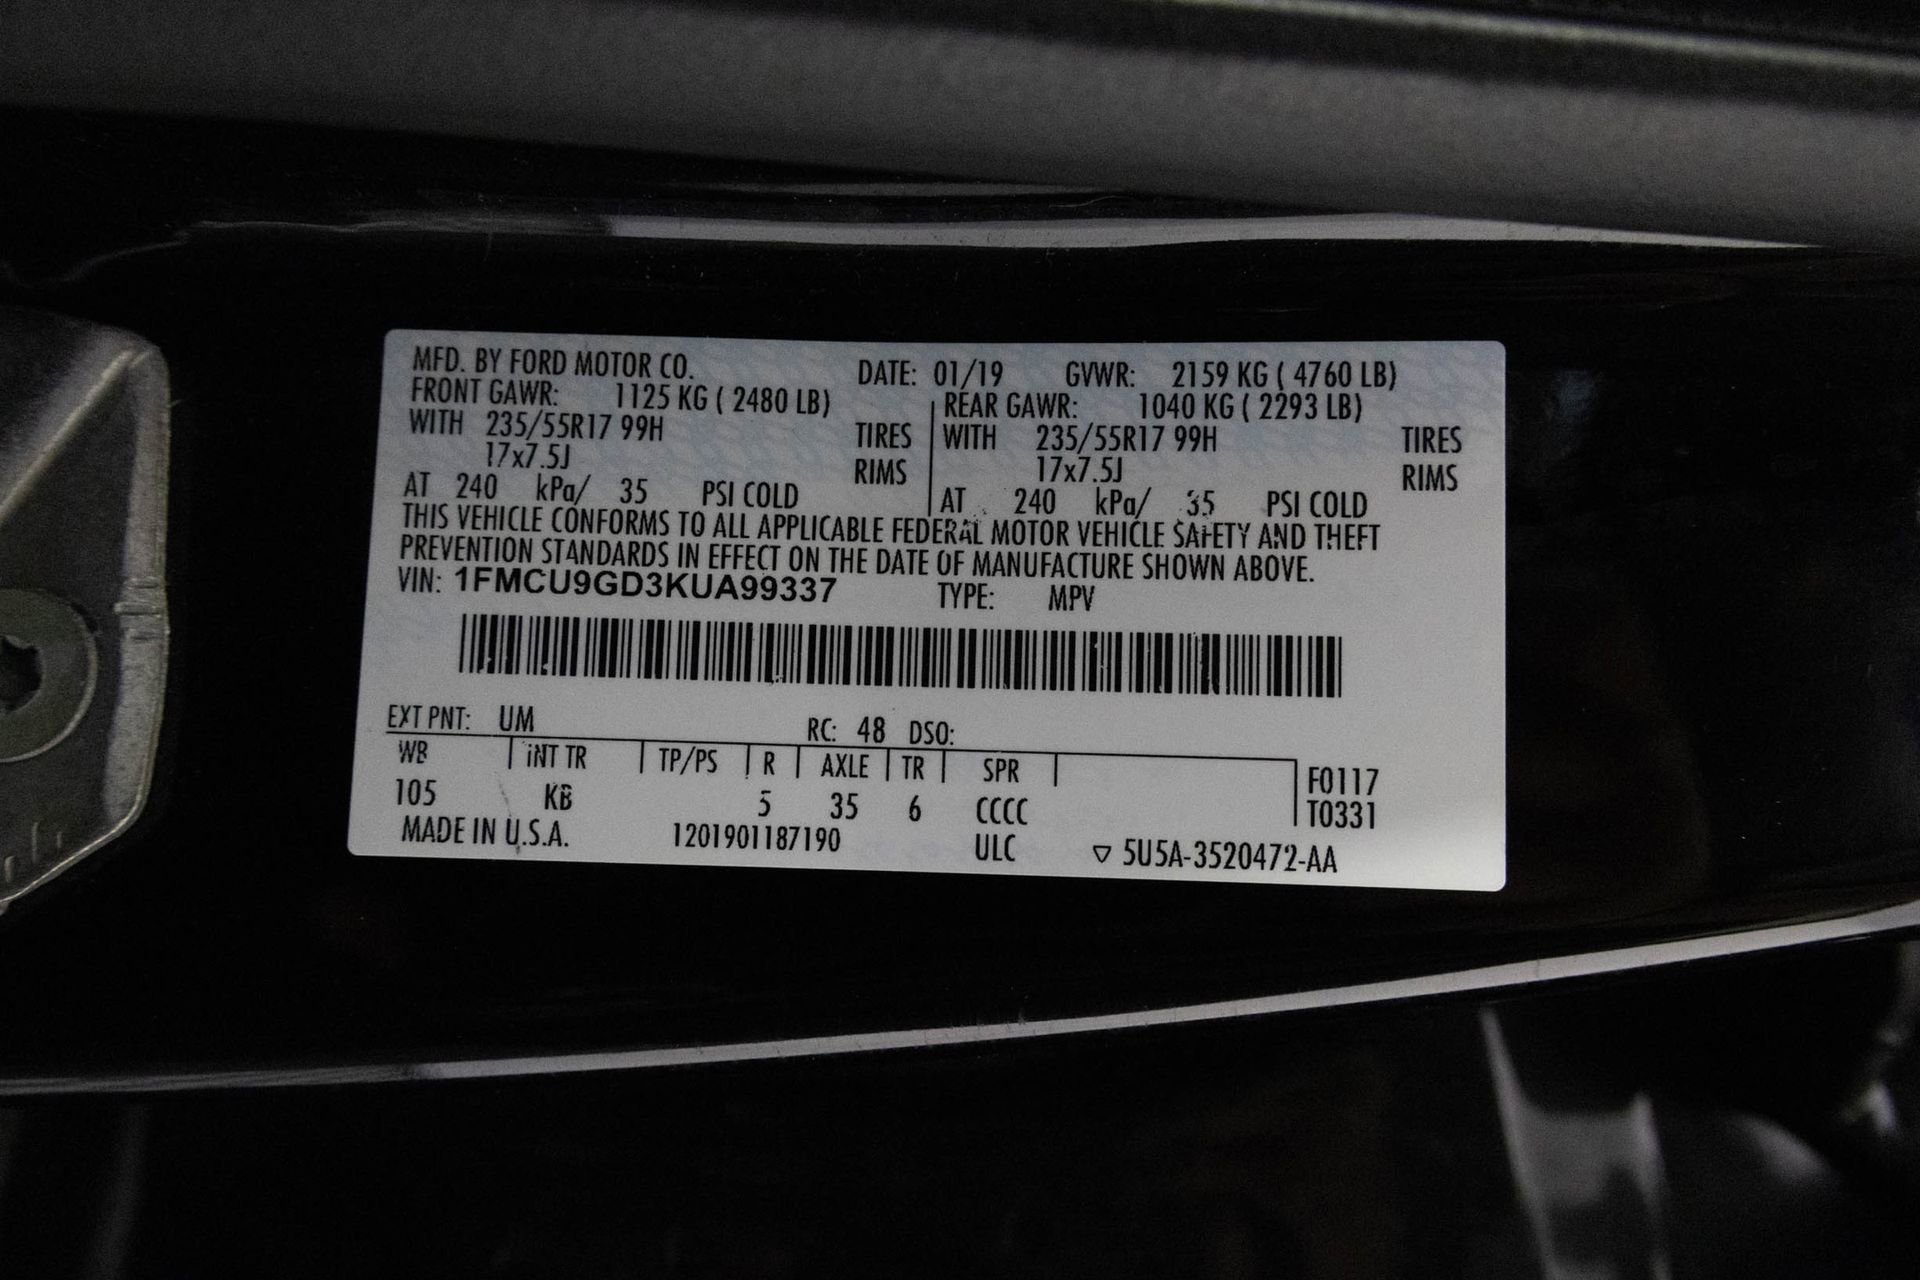 MFD. BY FORD MOTOR CO. DATE: 01/19 GVWR: 2159 KG ( 4760 LB)
FRONT GAWR: 1125 KG ( 2480 LB) REAR GAWR: 1040 KG ( 2293 LB)
WITH 235/55R17 99H TIRES WITH 235/55R17 99H TIRES
17x7.5J RIMS 17x7.5J RIMS
AT 240 kPa/ 35 PSI COLD AT 240 kPa/ 35 PSI COLD
THIS VEHICLE CONFORMS TO ALL APPLICABLE FEDERAL MOTOR VEHICLE SAFETY AND THEFT
PREVENTION STANDARDS IN EFFECT ON THE DATE OF MANUFACTURE SHOWN ABOVE.
VIN: 1FMCU9GD3KUA99337 TYPE: MPV
EXT PNT: UM RC: 48 DSO:
WB INT TR TP/PS R AXLE TR SPR F0117
105 KB 5 35 6 CCCC T0331
MADE IN U.S.A. 1201901187190 ULC ▽ 5U5A-3520472-AA